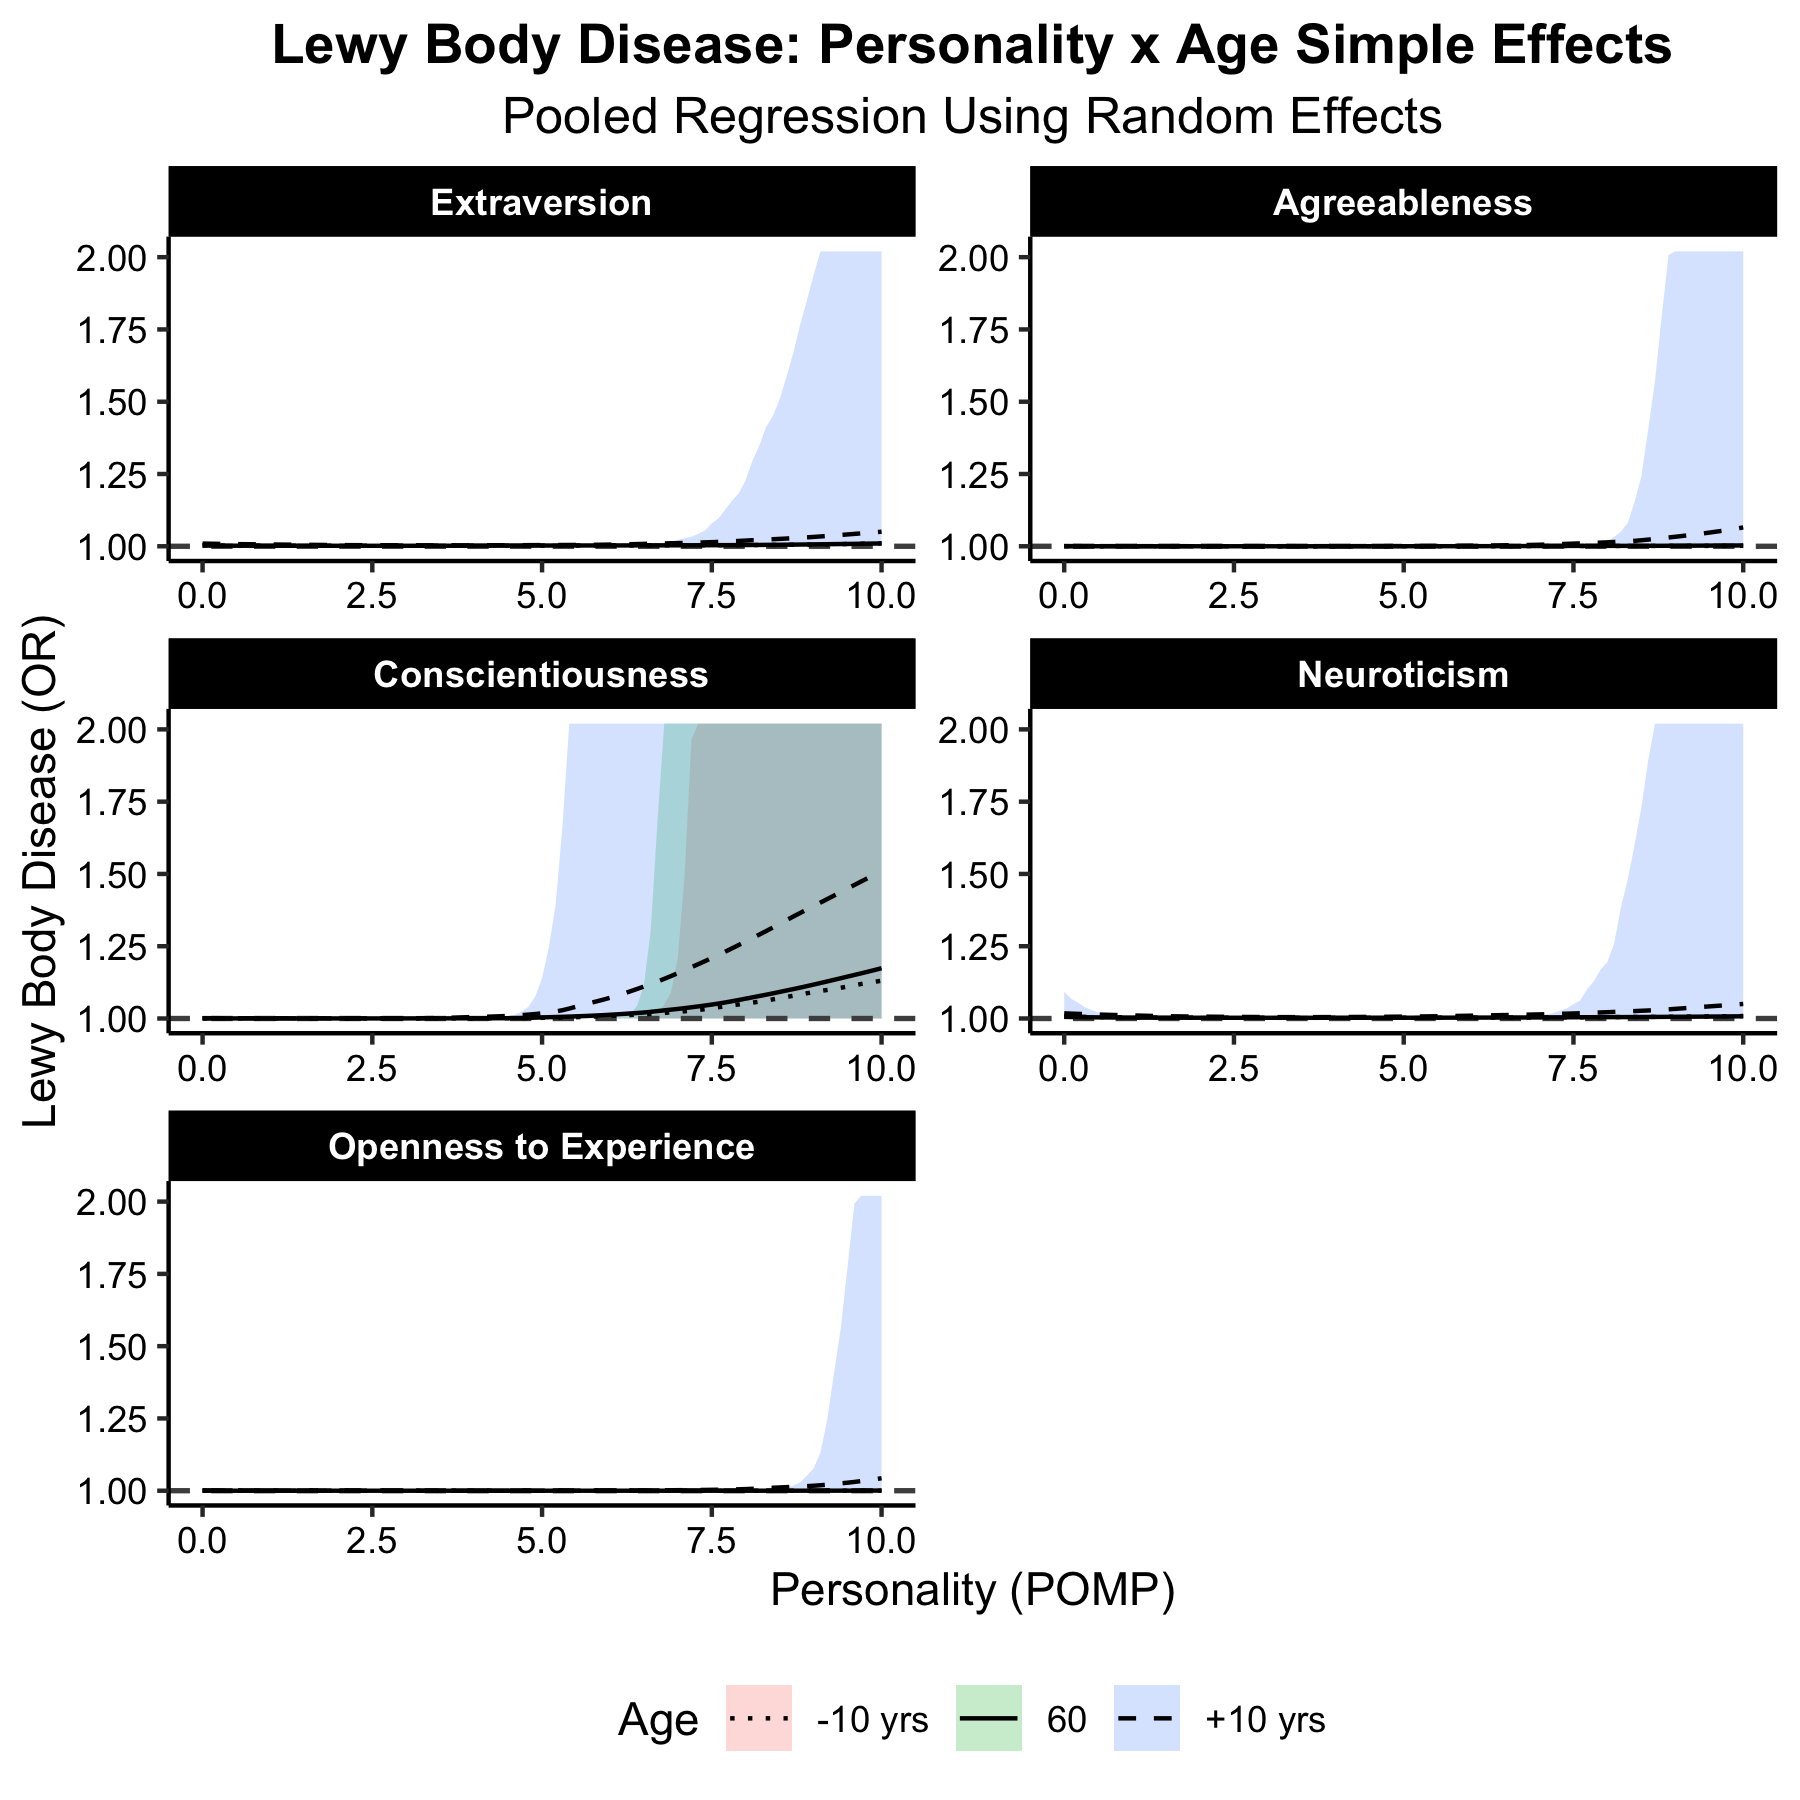 Lewy Body Disease: Personality x Age Simple Effects
Pooled Regression Using Random Effects
Extraversion
2.00
1.75
1.50
1.25
1.00
0.0 2.5 5.0 7.5 10.0
Agreeableness
2.00
1.75
1.50
1.25
1.00
0.0 2.5 5.0 7.5 10.0
Lewy Body Disease (OR)
Conscientiousness
2.00
1.75
1.50
1.25
1.00
0.0 2.5 5.0 7.5 10.0
Neuroticism
2.00
1.75
1.50
1.25
1.00
0.0 2.5 5.0 7.5 10.0
Openness to Experience
2.00
1.75
1.50
1.25
1.00
0.0 2.5 5.0 7.5 10.0
Personality (POMP)
Age -10 yrs 60 +10 yrs